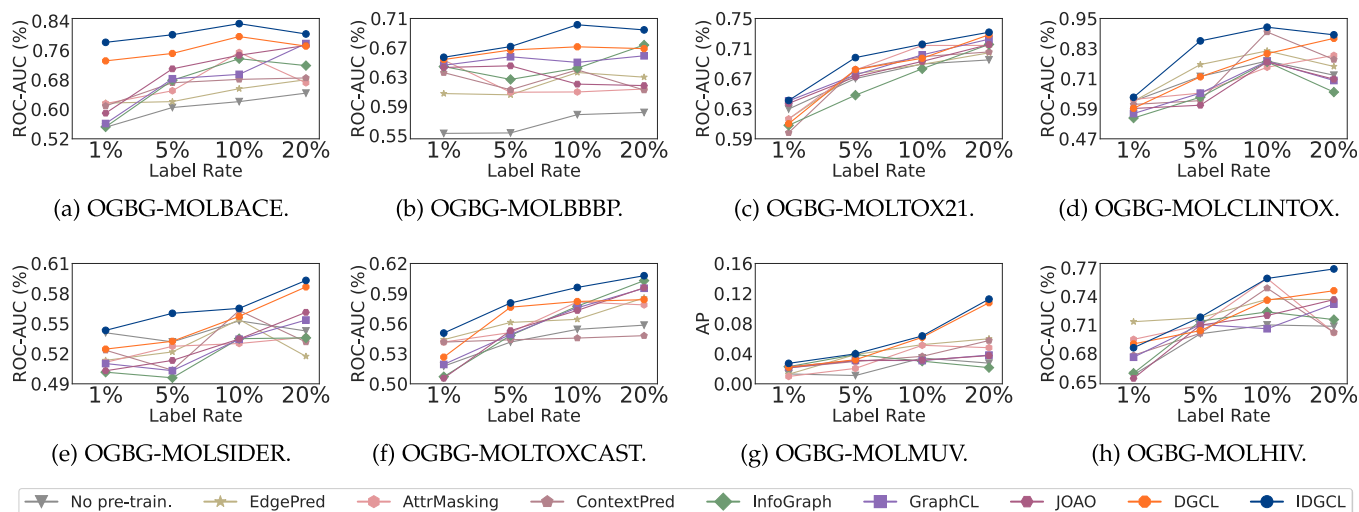 ROC-AUC (%)
0.84
0.76
0.68
0.60
0.52
1% 5% 10% 20%
Label Rate
(a) OGBG-MOLBACE.
ROC-AUC (%)
0.71
0.67
0.63
0.59
0.55
1% 5% 10% 20%
Label Rate
(b) OGBG-MOLBBBP.
ROC-AUC (%)
0.75
0.71
0.67
0.63
0.59
1% 5% 10% 20%
Label Rate
(c) OGBG-MOLTOX21.
ROC-AUC (%)
0.95
0.83
0.71
0.59
0.47
1% 5% 10% 20%
Label Rate
(d) OGBG-MOLCLINTOX.
ROC-AUC (%)
0.61
0.58
0.55
0.52
0.49
1% 5% 10% 20%
Label Rate
(e) OGBG-MOLSIDER.
ROC-AUC (%)
0.62
0.59
0.56
0.53
0.50
1% 5% 10% 20%
Label Rate
(f) OGBG-MOLTOXCAST.
AP
0.16
0.12
0.08
0.04
0.00
1% 5% 10% 20%
Label Rate
(g) OGBG-MOLMUV.
ROC-AUC (%)
0.77
0.74
0.71
0.68
0.65
1% 5% 10% 20%
Label Rate
(h) OGBG-MOLHIV.
No pre-train. EdgePred AttrMasking ContextPred InfoGraph GraphCL JOAO DGCL IDGCL